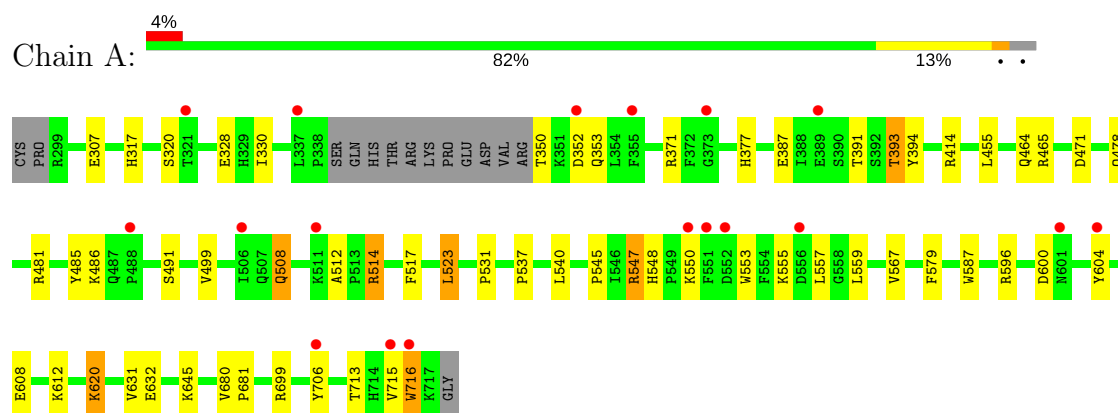 4%
Chain A:
82% 13% • •
CYS PRO R299 E307 H317 S320 T321 E328 H329 I330 L337 P338 SER GLN HIS THR ARG LYS PRO GLU ASP VAL ARG T350 K351 D352 Q353 L354 F355 R371 F372 G373 H377 E387 I388 E389 S390 T391 S392 T393 Y394 R414 L455 Q464 R465 D471 Q478
R481 Y485 K486 Q487 P488 S491 V499 I506 Q507 Q508 K511 A512 P513 R514 F517 L523 P531 P537 L540 P545 I546 R547 H548 P549 K550 F551 D552 W553 F554 K555 D556 L557 G558 L559 V567 F579 W587 R596 D600 N601 Y604
E608 K612 K620 V631 E632 K645 V680 P681 R699 Y706 T713 H714 V715 W716 K717 GLY